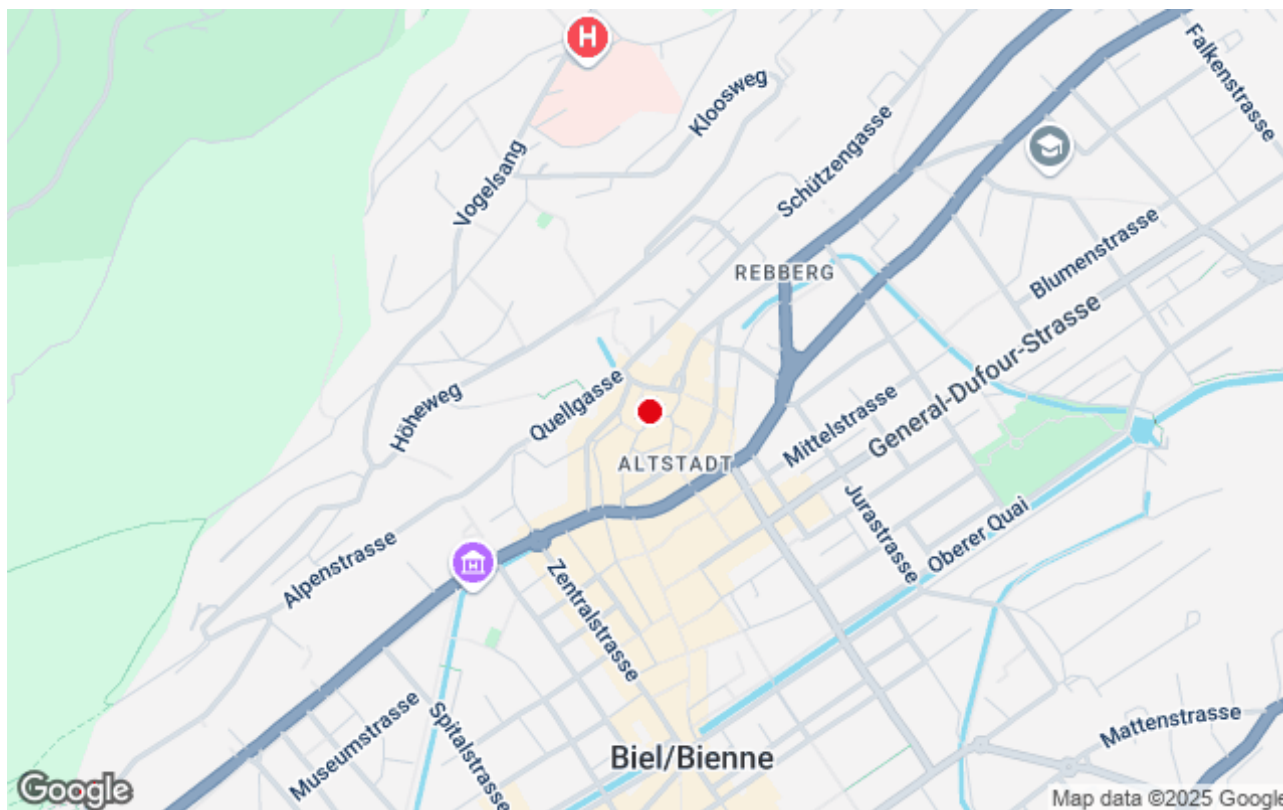 H
Falkenstrasse
Kloosweg
Schützengasse
Vogelsang
Blumenstrasse
REBBERG
General-Dufour-Strasse
Höheweg
Quellgasse
Mittelstrasse
ALTSTADT
Jurastrasse
Oberer Quai
Alpenstrasse
Zentralstrasse
Museumstrasse
Spitalstrasse
Mattenstrasse
Biel/Bienne
Google
Map data ©2025 Google